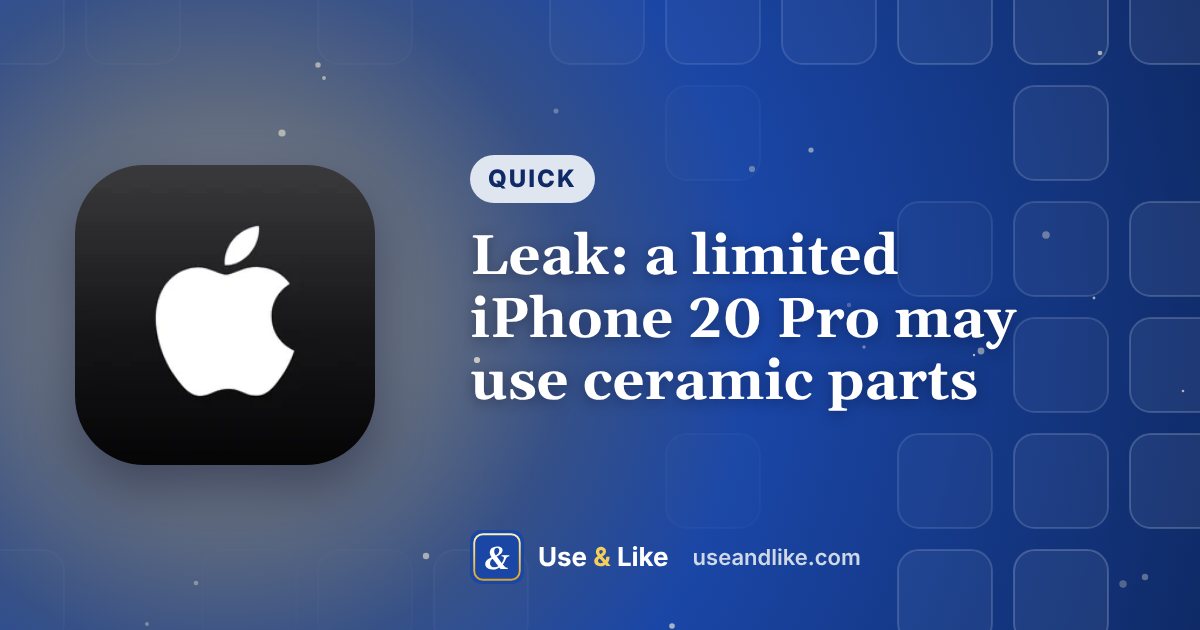 QUICK
Leak: a limited
iPhone 20 Pro may
use ceramic parts
& Use & Like useandlike.com